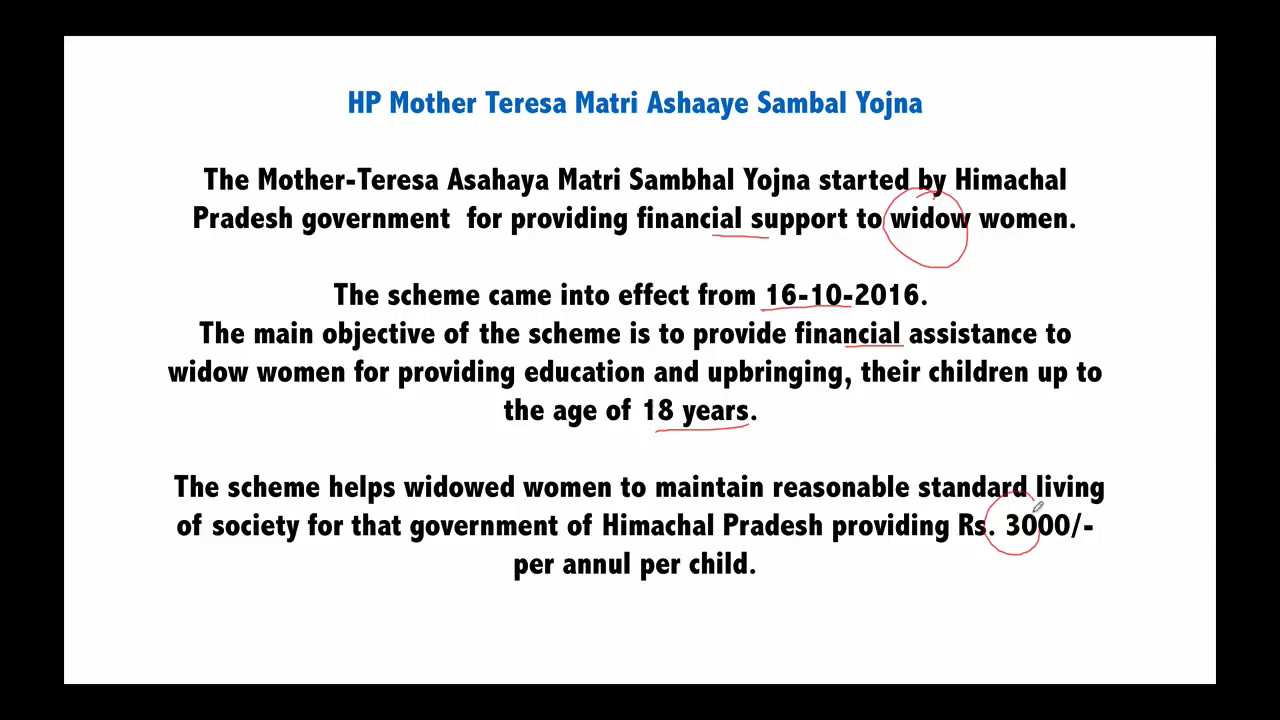 HP Mother Teresa Matri Ashaaye Sambal Yojna
The Mother-Teresa Asahaya Matri Sambhal Yojna started by Himachal
Pradesh government for providing financial support to widow women.
The scheme came into effect from 16-10-2016.
The main objective of the scheme is to provide financial assistance to
widow women for providing education and upbringing, their children up to
the age of 18 years.
The scheme helps widowed women to maintain reasonable standard living
of society for that government of Himachal Pradesh providing Rs. 3000/-
per annul per child.